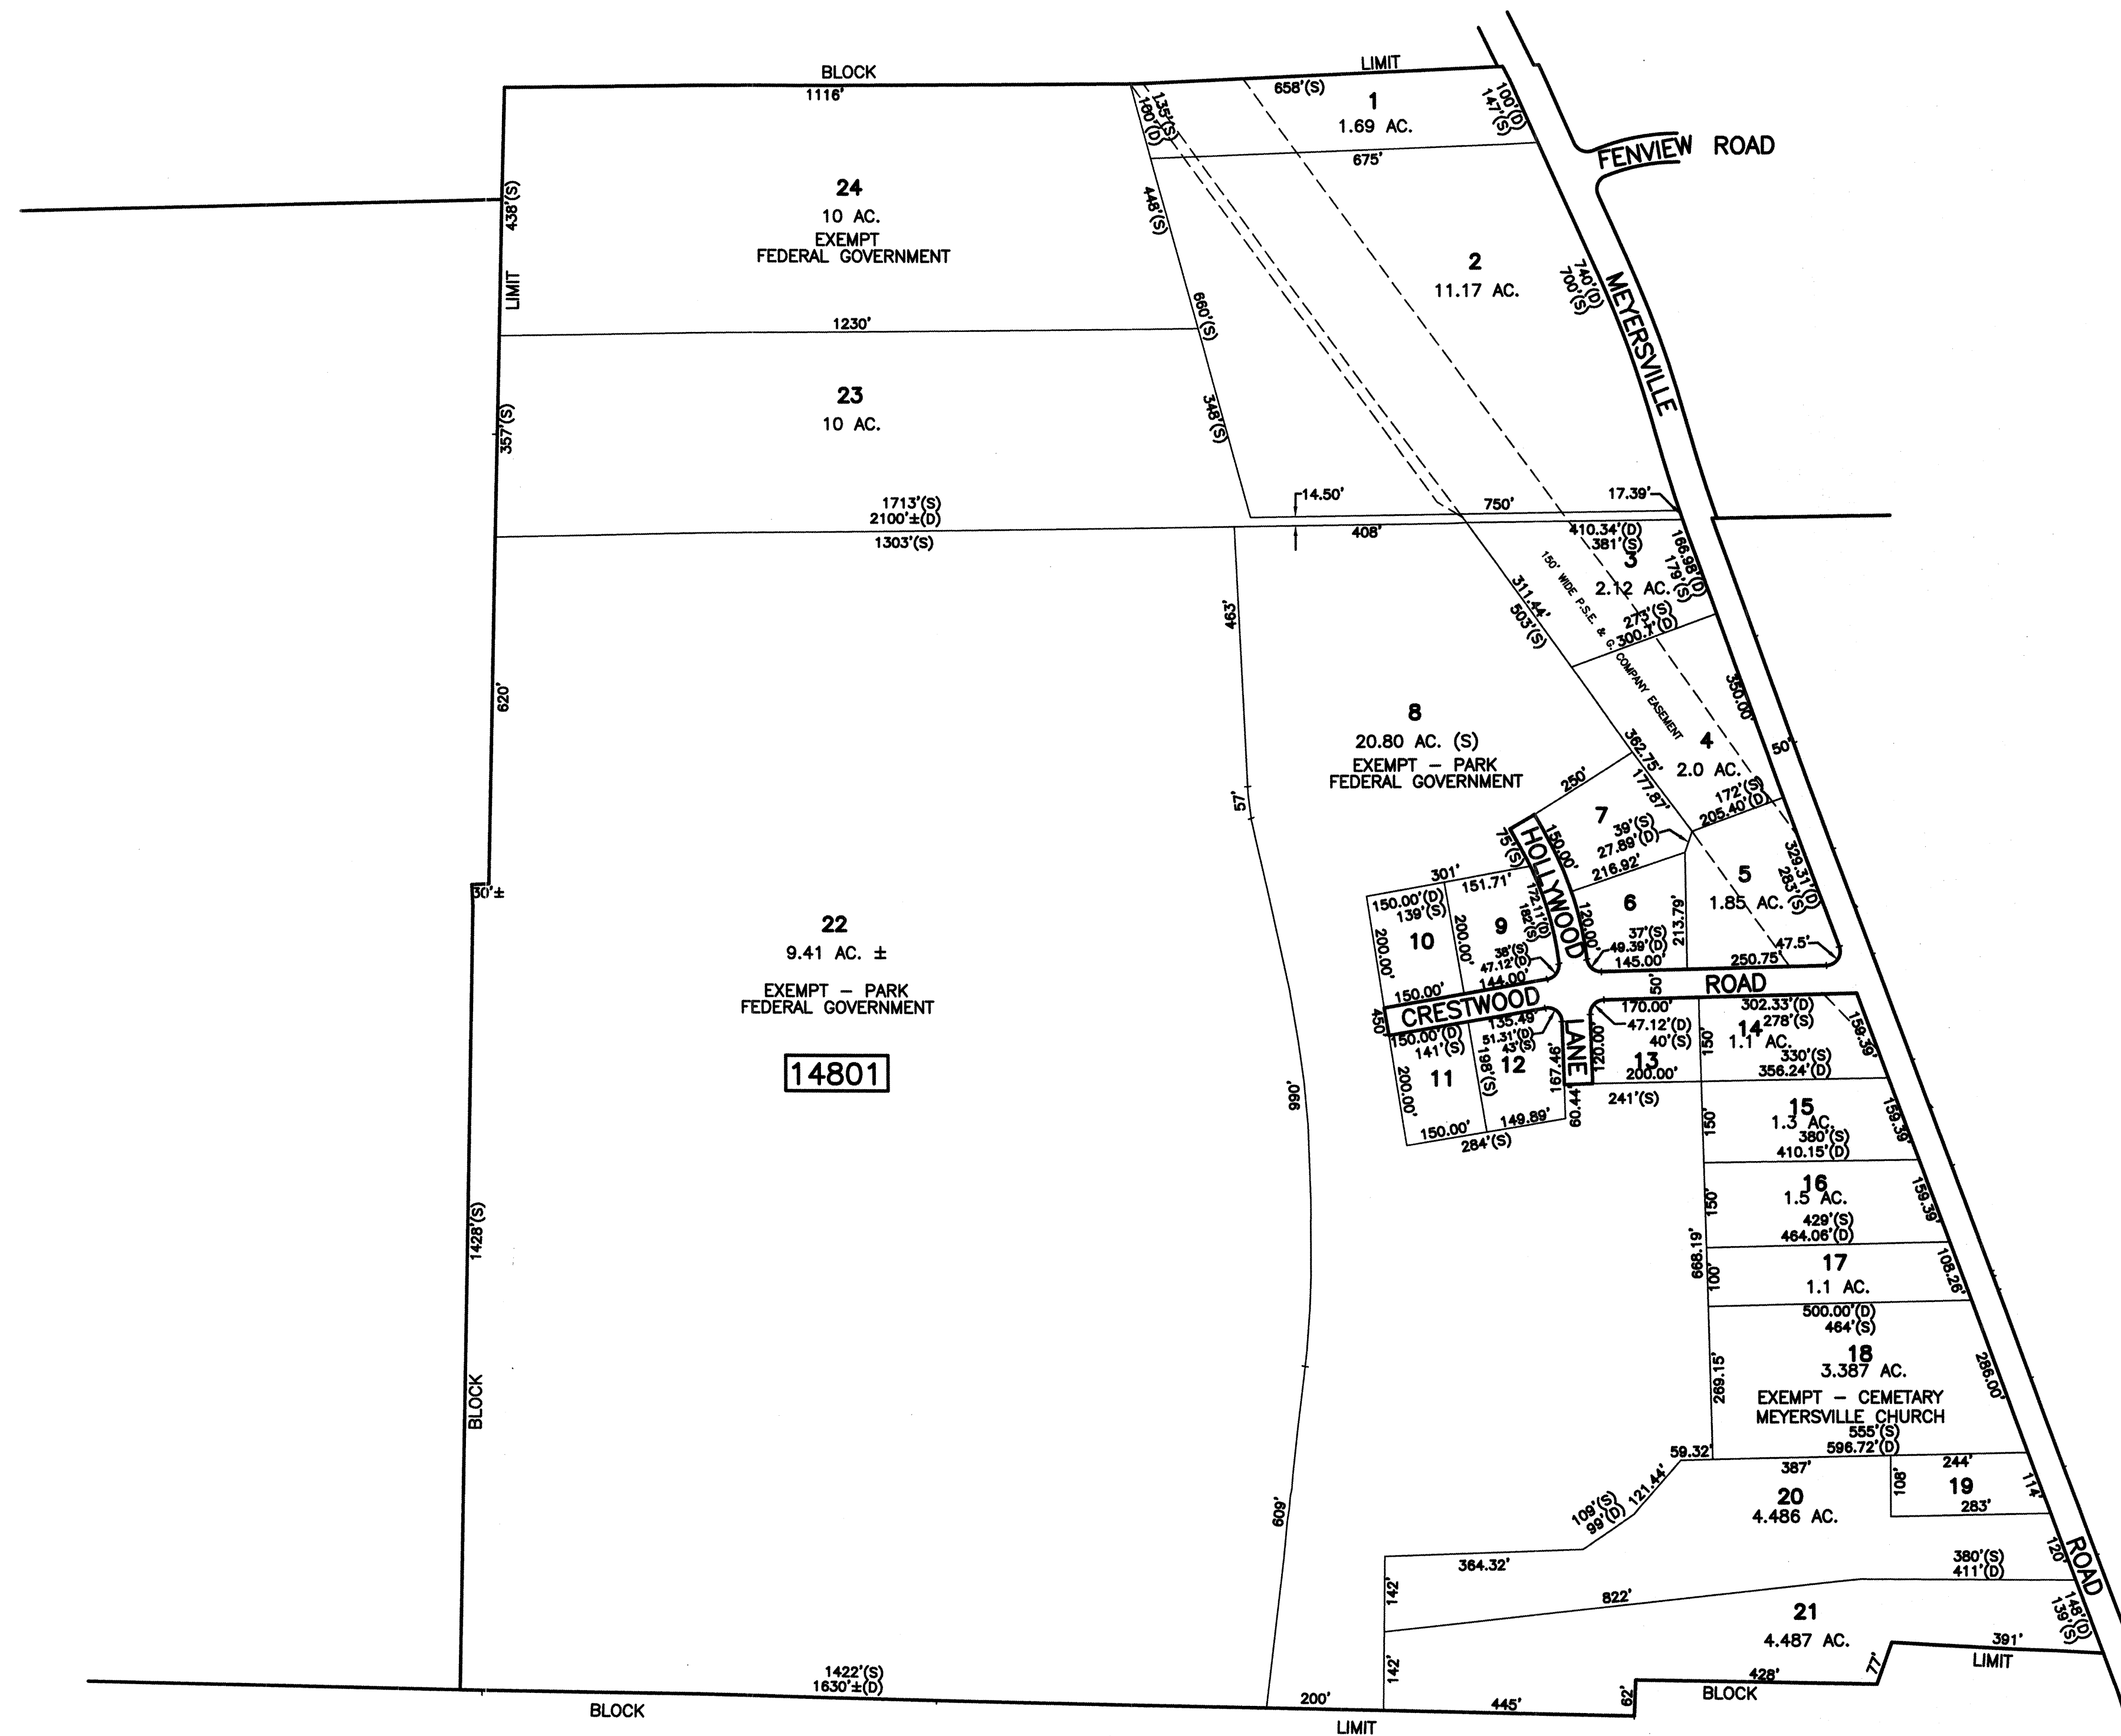 BLOCK
LIMIT
1116'
658'(S)
1
1.69 AC.
100'(D)
147'(S)
135'(S)
100'(D)
675'
FENVIEW ROAD
24
10 AC.
EXEMPT
FEDERAL GOVERNMENT
438'(S)
LIMIT
448'(S)
660'(S)
2
11.17 AC.
740'(D)
700'(S)
MEYERSVILLE
1230'
23
10 AC.
357'(S)
348'(S)
1713'(S)
2100'±(D)
1303'(S)
14.50'
750'
17.39'
408'
410.34'(D)
381'(S)
3
2.12 AC.
166.98'(D)
179'(S)
273'(S)
300.7'(D)
150' WIDE P.S.E. & G. COMPANY EASEMENT
311.44'
503'(S)
463'
620'
57'
8
20.80 AC. (S)
EXEMPT – PARK
FEDERAL GOVERNMENT
350.00'
50'
4
2.0 AC.
172'(S)
205.40'(D)
362.75'
177.87'
250'
7
39'(S)
27.89'(D)
216.92'
150.00'
75'(S)
HOLLYWOOD
LANE
5
1.85 AC.
329.31'(D)
283'(S)
47.5'
250.75'
6
37'(S)
49.39'(D)
145.00'
120.00'
213.79'
301'
151.71'
172.11'(D)
182'(S)
9
38'(S)
47.12'(D)
144.00'
200.00'
150.00'(D)
139'(S)
10
200.00'
150.00'
30'±
22
9.41 AC. ±
EXEMPT – PARK
FEDERAL GOVERNMENT
14801
CRESTWOOD
ROAD
50'
450'
150.00'(D)
141'(S)
11
200.00'
150.00'
135.49'
51.31'(D)
43'(S)
12
198'(S)
167.46'
149.89'
284'(S)
60.44'
170.00'
47.12'(D)
40'(S)
120.00'
13
200.00'
241'(S)
150'
302.33'(D)
278'(S)
14
1.1 AC.
330'(S)
356.24'(D)
159.39'
990'
15
1.3 AC.
380'(S)
410.15'(D)
150'
159.39'
16
1.5 AC.
429'(S)
464.06'(D)
150'
159.39'
668.19'
17
1.1 AC.
100'
108.26'
500.00'(D)
464'(S)
18
3.387 AC.
EXEMPT – CEMETARY
MEYERSVILLE CHURCH
555'(S)
596.72'(D)
269.15'
286.00'
1428'(S)
BLOCK
59.32'
387'
244'
108'
19
283'
114'
20
4.486 AC.
121.44'
109'(S)
99'(D)
609'
364.32'
142'
380'(S)
411'(D)
120'
ROAD
822'
21
4.487 AC.
148'(D)
139'(S)
391'
LIMIT
77'
428'
BLOCK
62'
142'
1422'(S)
1630'±(D)
200'
445'
BLOCK
LIMIT